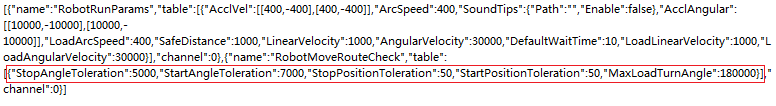 [{"name":"RobotRunParams","table":[{"AcclVel":[[400,-400],[400,-400]],"ArcSpeed":400,"SoundTips":{"Path":"","Enable":false},"AcclAngular":
[[10000,-10000],[10000,-
10000]],"LoadArcSpeed":400,"SafeDistance":1000,"LinearVelocity":1000,"AngularVelocity":30000,"DefaultWaitTime":10,"LoadLinearVelocity":1000,"L
oadAngularVelocity":30000}],"channel":0},{"name":"RobotMoveRouteCheck","table":
[{"StopAngleToleration":5000,"StartAngleToleration":7000,"StopPositionToleration":50,"StartPositionToleration":50,"MaxLoadTurnAngle":180000}],"
channel":0}]